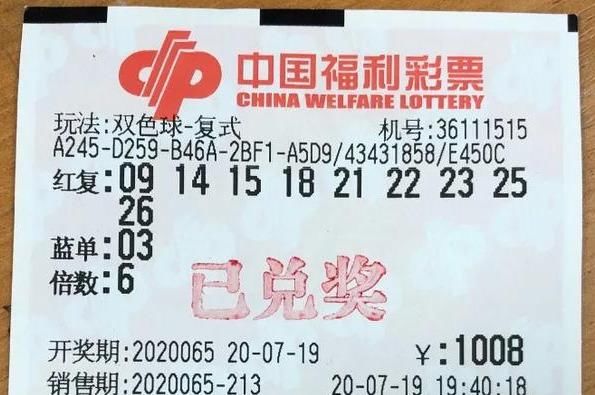 中国福利彩票
CHINA WELFARE LOTTERY
玩法:双色球-复式 机号:36111515
A245-D259-B46A-2BF1-A5D9/43431858/E450C
红复:09 14 15 18 21 22 23 25
26
蓝单:03
倍数:6
已兑奖
开奖期:2020065 20-07-19 ￥:1008
销售期:2020065-213 20-07-19 19:40:18